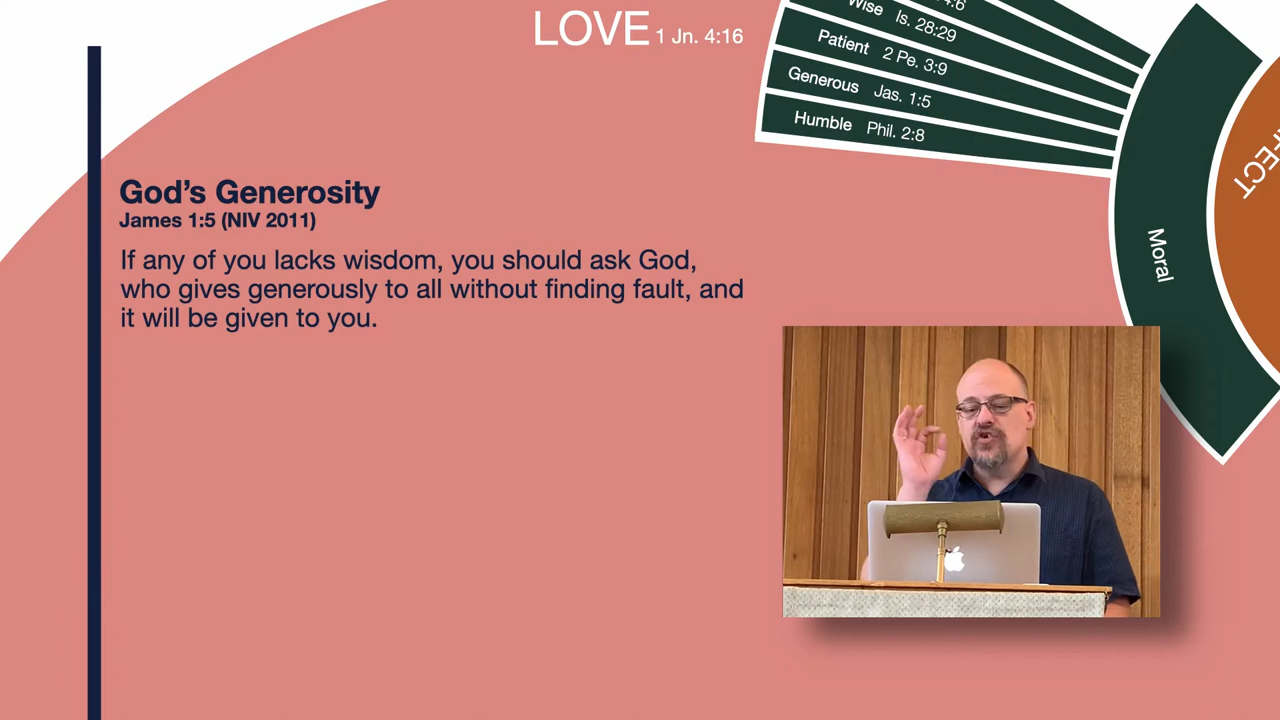 LOVE 1 Jn. 4:16
4:6
Wise Is. 28:29
Patient 2 Pe. 3:9
Generous Jas. 1:5
Humble Phil. 2:8
Moral
God’s Generosity
James 1:5 (NIV 2011)
If any of you lacks wisdom, you should ask God,
who gives generously to all without finding fault, and
it will be given to you.